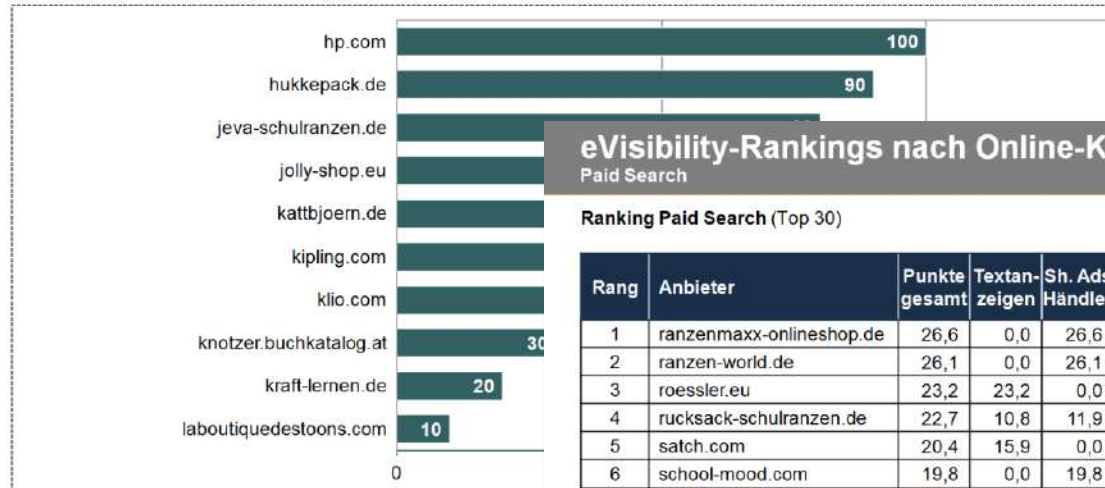 hp.com 100
hukkepack.de 90
jeva-schulranzen.de
jolly-shop.eu
kattbjoern.de
kipling.com
klio.com
knotzer.buchkatalog.at 30
kraft-lernen.de 20
laboutiquedestoons.com 10
0
eVisibility-Rankings nach Online-K
Paid Search
Ranking Paid Search (Top 30)
Rang Anbieter Punkte gesamt Textan-zeigen Sh. Ads Händle
1 ranzenmaxx-onlineshop.de 26,6 0,0 26,6
2 ranzen-world.de 26,1 0,0 26,1
3 roessler.eu 23,2 23,2 0,0
4 rucksack-schulranzen.de 22,7 10,8 11,9
5 satch.com 20,4 15,9 0,0
6 school-mood.com 19,8 0,0 19,8